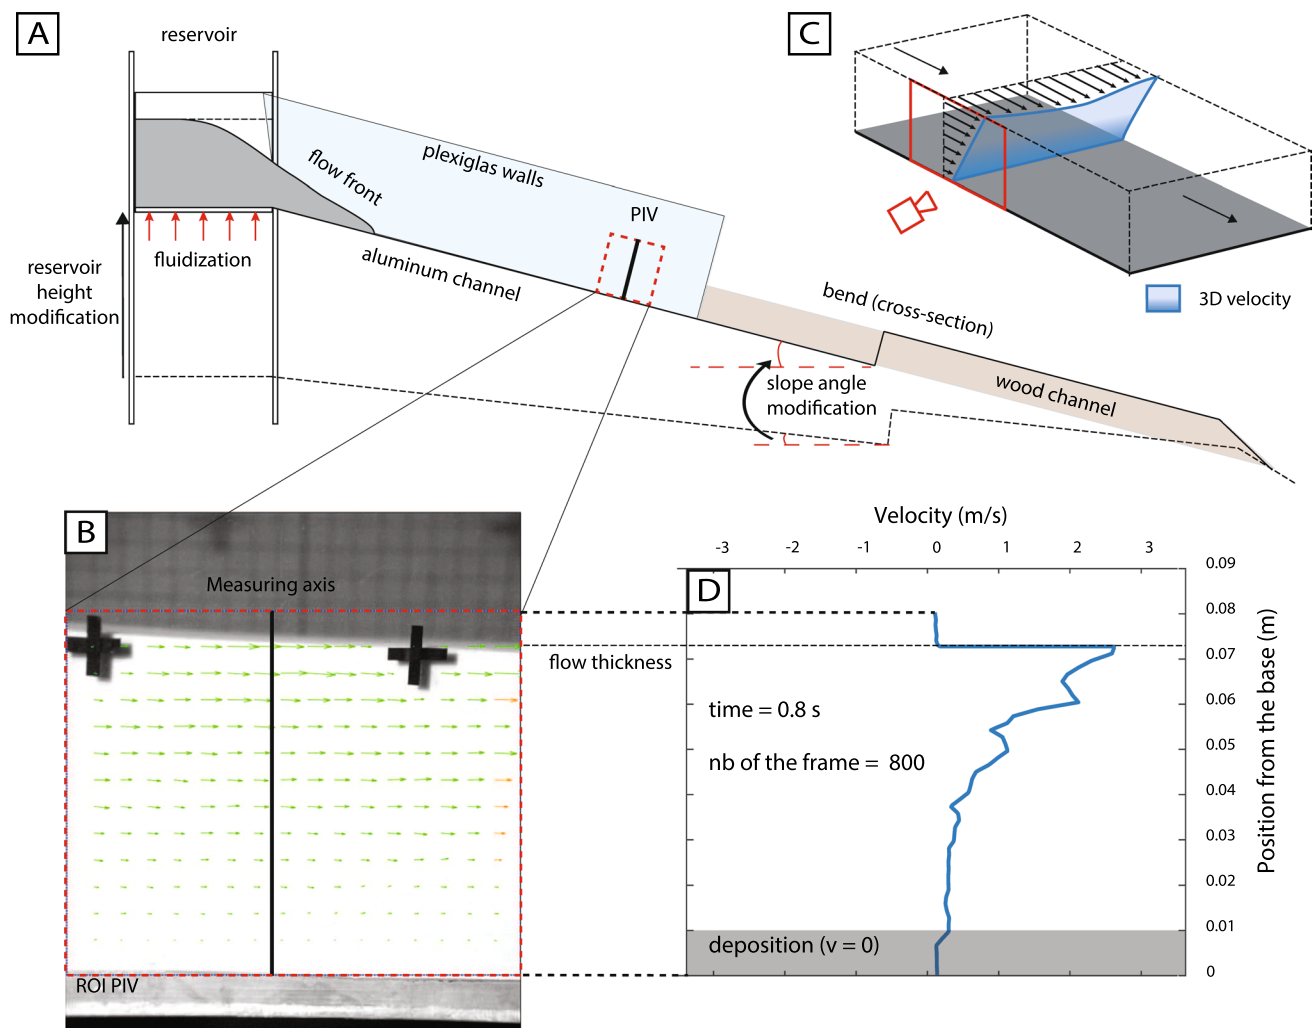 A
reservoir
plexiglas walls
flow front
PIV
fluidization
aluminum channel
reservoir
height
modification
bend (cross-section)
slope angle
modification
wood channel
C
3D velocity
B
Measuring axis
ROI PIV
flow thickness
Velocity (m/s)
-3 -2 -1 0 1 2 3
D
time = 0.8 s
nb of the frame = 800
deposition (v = 0)
0.09
0.08
0.07
0.06
0.05
0.04
0.03
0.02
0.01
0
Position from the base (m)